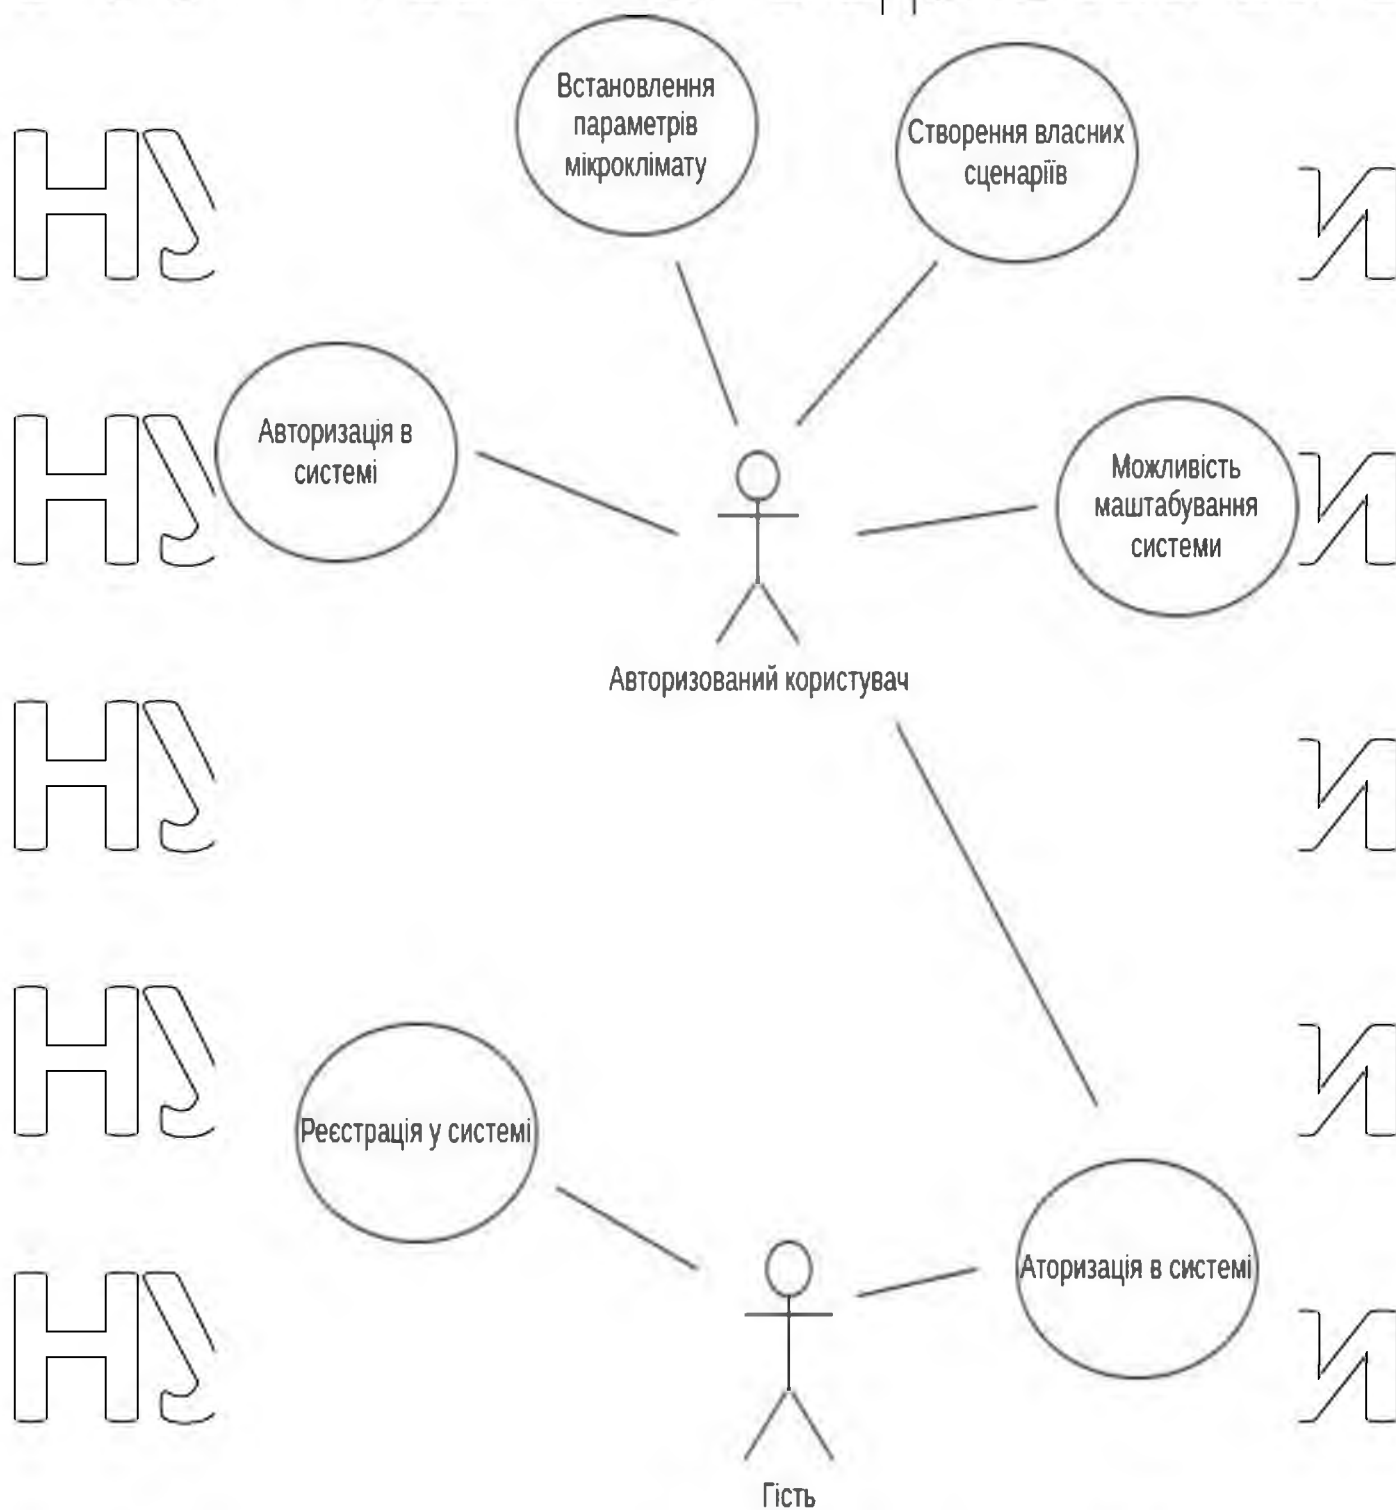 Встановлення
параметрів
мікроклімату
Створення власних
сценаріїв
Авторизація в
системі
Можливість
маштабування
системи
Авторизований користувач
Реєстрація у системі
Аторизація в системі
Гість